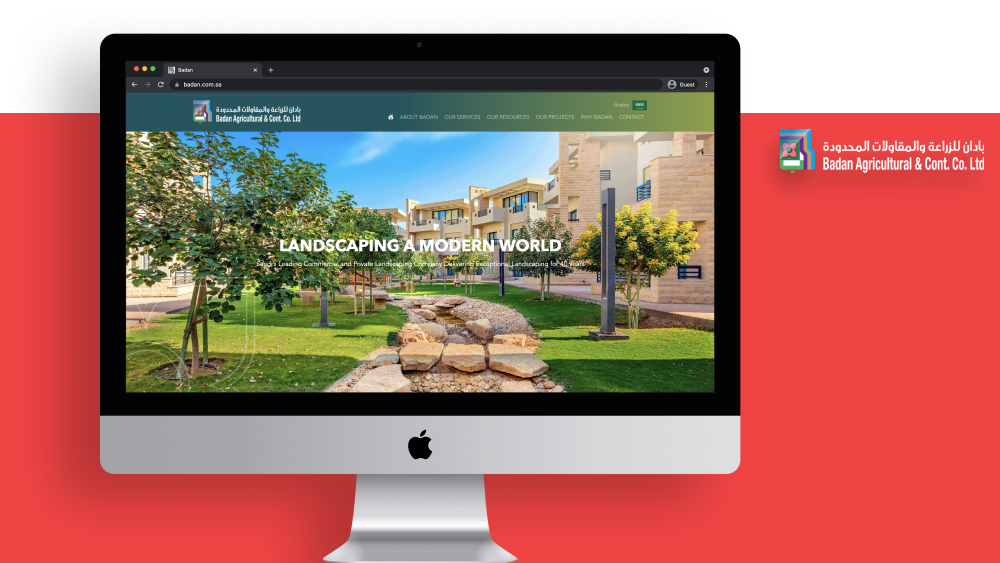 Badan
badan.com.sa
Guest
بادان للزراعة والمقاولات المحدودة
Badan Agricultural & Cont. Co. Ltd
Arabic
ABOUT BADAN OUR SERVICES OUR RESOURCES OUR PROJECTS WHY BADAN CONTACT
LANDSCAPING A MODERN WORLD
Saudi's Leading Commercial and Private Landscaping Company Delivering Exceptional Landscaping for 40 years
بادان للزراعة والمقاولات المحدودة
Badan Agricultural & Cont. Co. Ltd